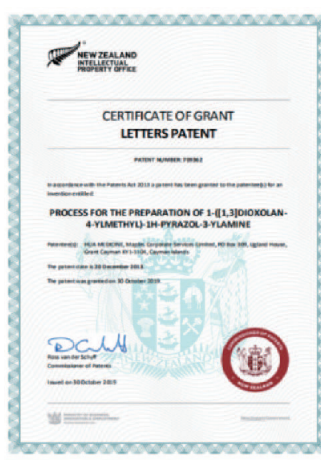 NEW ZEALAND
INTELLECTUAL
PROPERTY OFFICE
CERTIFICATE OF GRANT
LETTERS PATENT
PATENT NUMBER:
In accordance with the Patents Act 2013 a patent has been granted to the patentee(s) for an
invention entitled:
PROCESS FOR THE PREPARATION OF 1-([1,3]DIOXOLAN-
4-YLMETHYL)-1H-PYRAZOL-3-YLAMINE
Patentee(s): HUA MEDICINE, Maples Corporate Services Limited, PO Box 309, Ugland House,
Grand Cayman KY1-1104, Cayman Islands
The patent date is 20 December
The patent was granted on 30 October 2019.
Ross van der Schyff
Commissioner of Patents
Issued on 30 October 2019
COMMISSIONER OF PATENTS
NEW ZEALAND